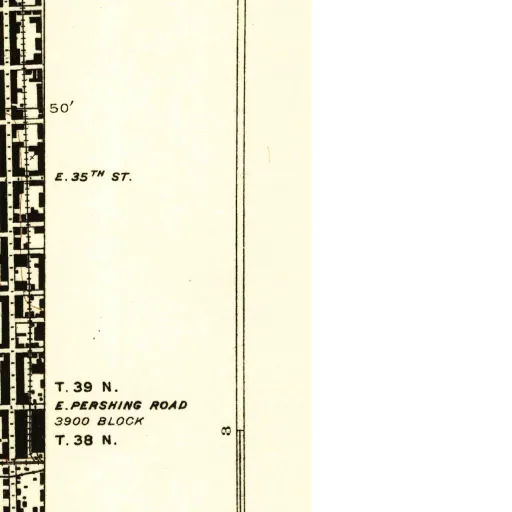 50'
E. 35TH ST.
T. 39 N.
E. PERSHING ROAD
3900 BLOCK
T. 38 N.
8